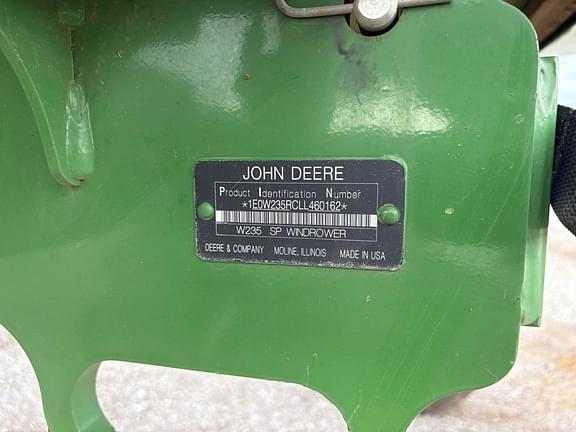 JOHN DEERE
Product Identification Number
*1E0W235RCLL460162*
W235 SP WINDROWER
DEERE & COMPANY MOLINE, ILLINOIS MADE IN USA